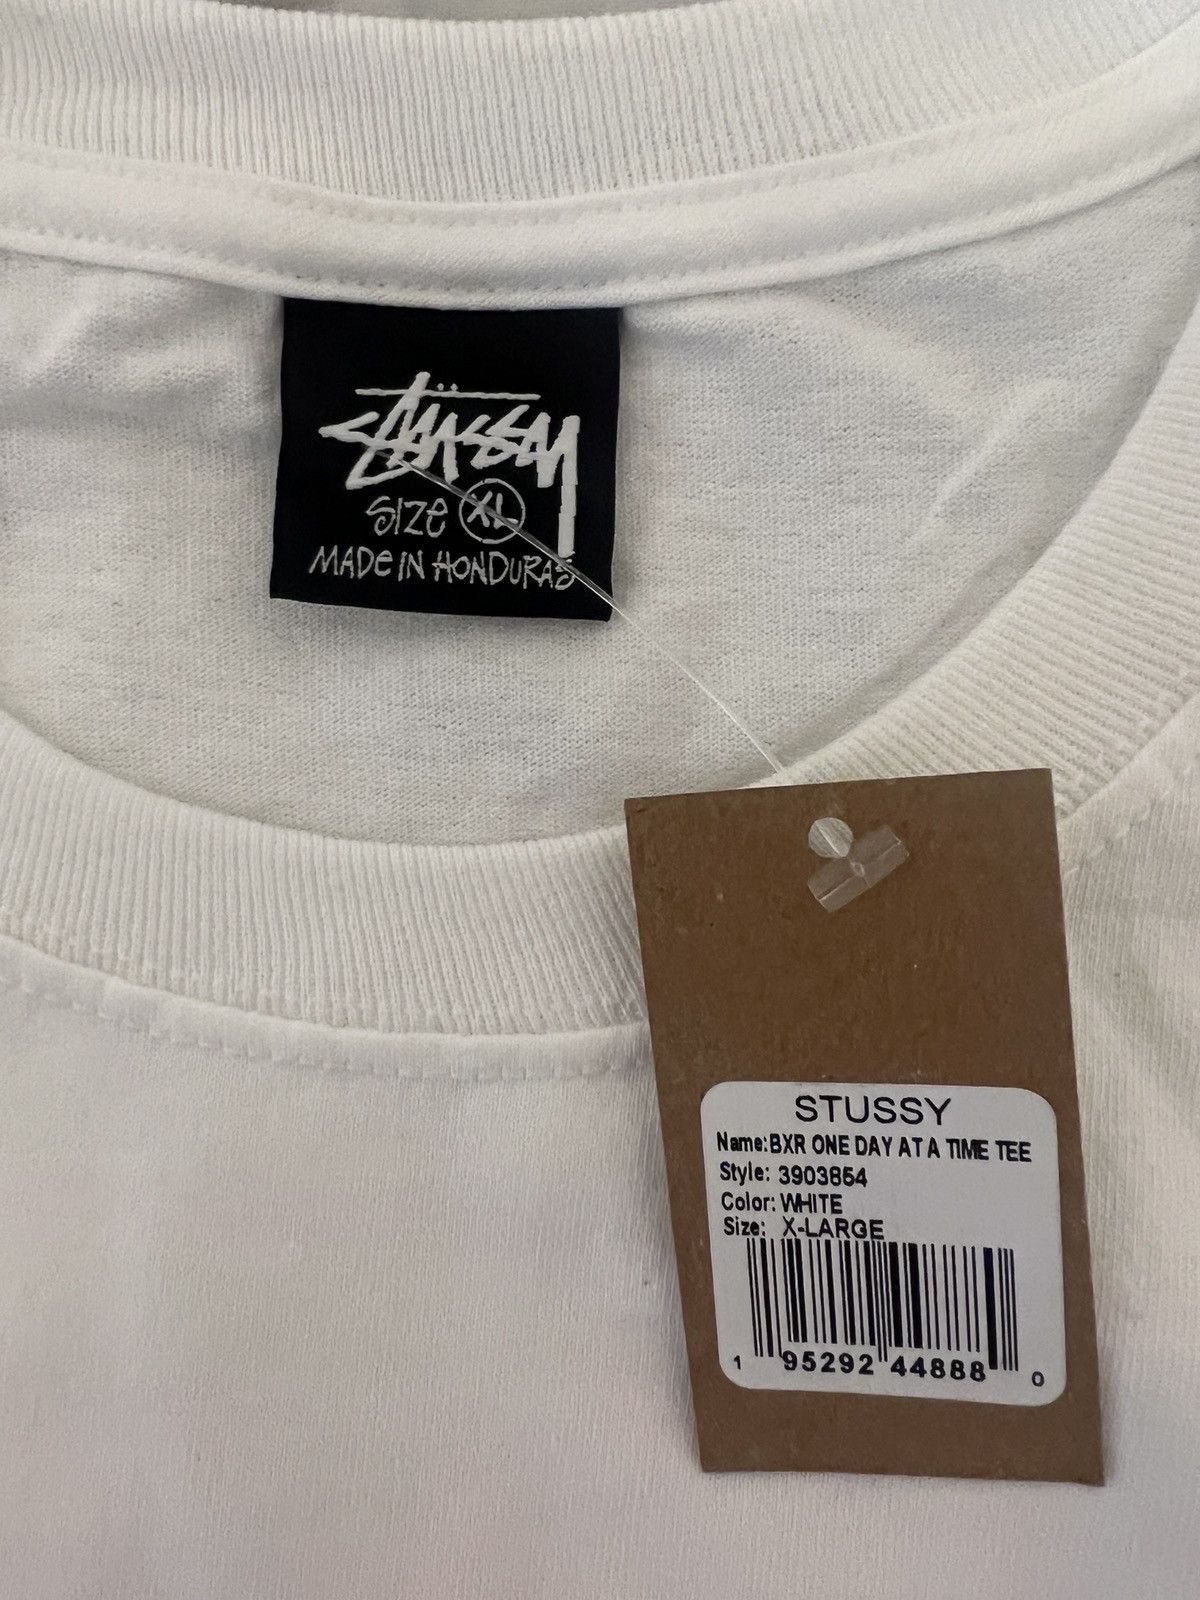 Stüssy
SIZE XL
MADE IN HONDURAS
STUSSY
Name: BXR ONE DAY AT A TIME TEE
Style: 3903854
Color: WHITE
Size: X-LARGE
1 95292 44888 0